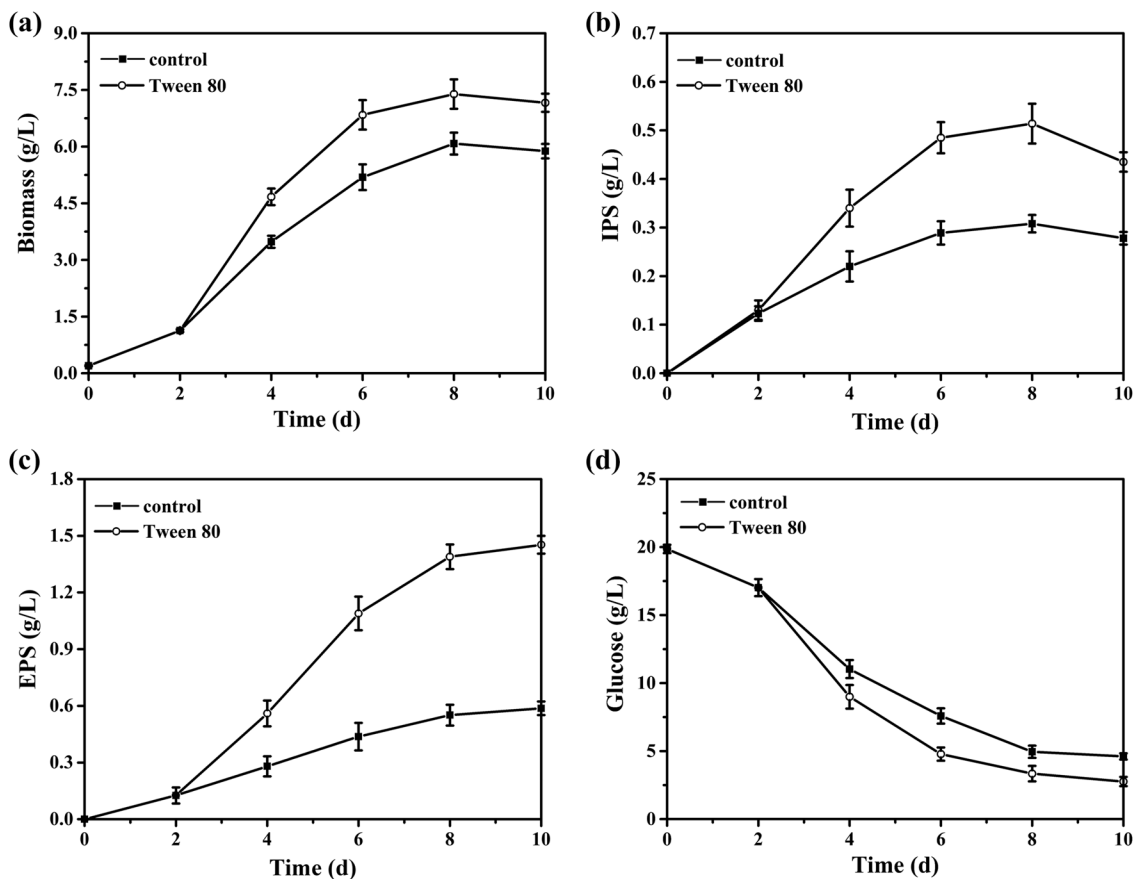 (a)
control
Tween 80
Biomass (g/L)
9.0
7.5
6.0
4.5
3.0
1.5
0.0
0 2 4 6 8 10
Time (d)
(b)
control
Tween 80
IPS (g/L)
0.7
0.6
0.5
0.4
0.3
0.2
0.1
0.0
0 2 4 6 8 10
Time (d)
(c)
control
Tween 80
EPS (g/L)
1.8
1.5
1.2
0.9
0.6
0.3
0.0
0 2 4 6 8 10
Time (d)
(d)
control
Tween 80
Glucose (g/L)
25
20
15
10
5
0
0 2 4 6 8 10
Time (d)